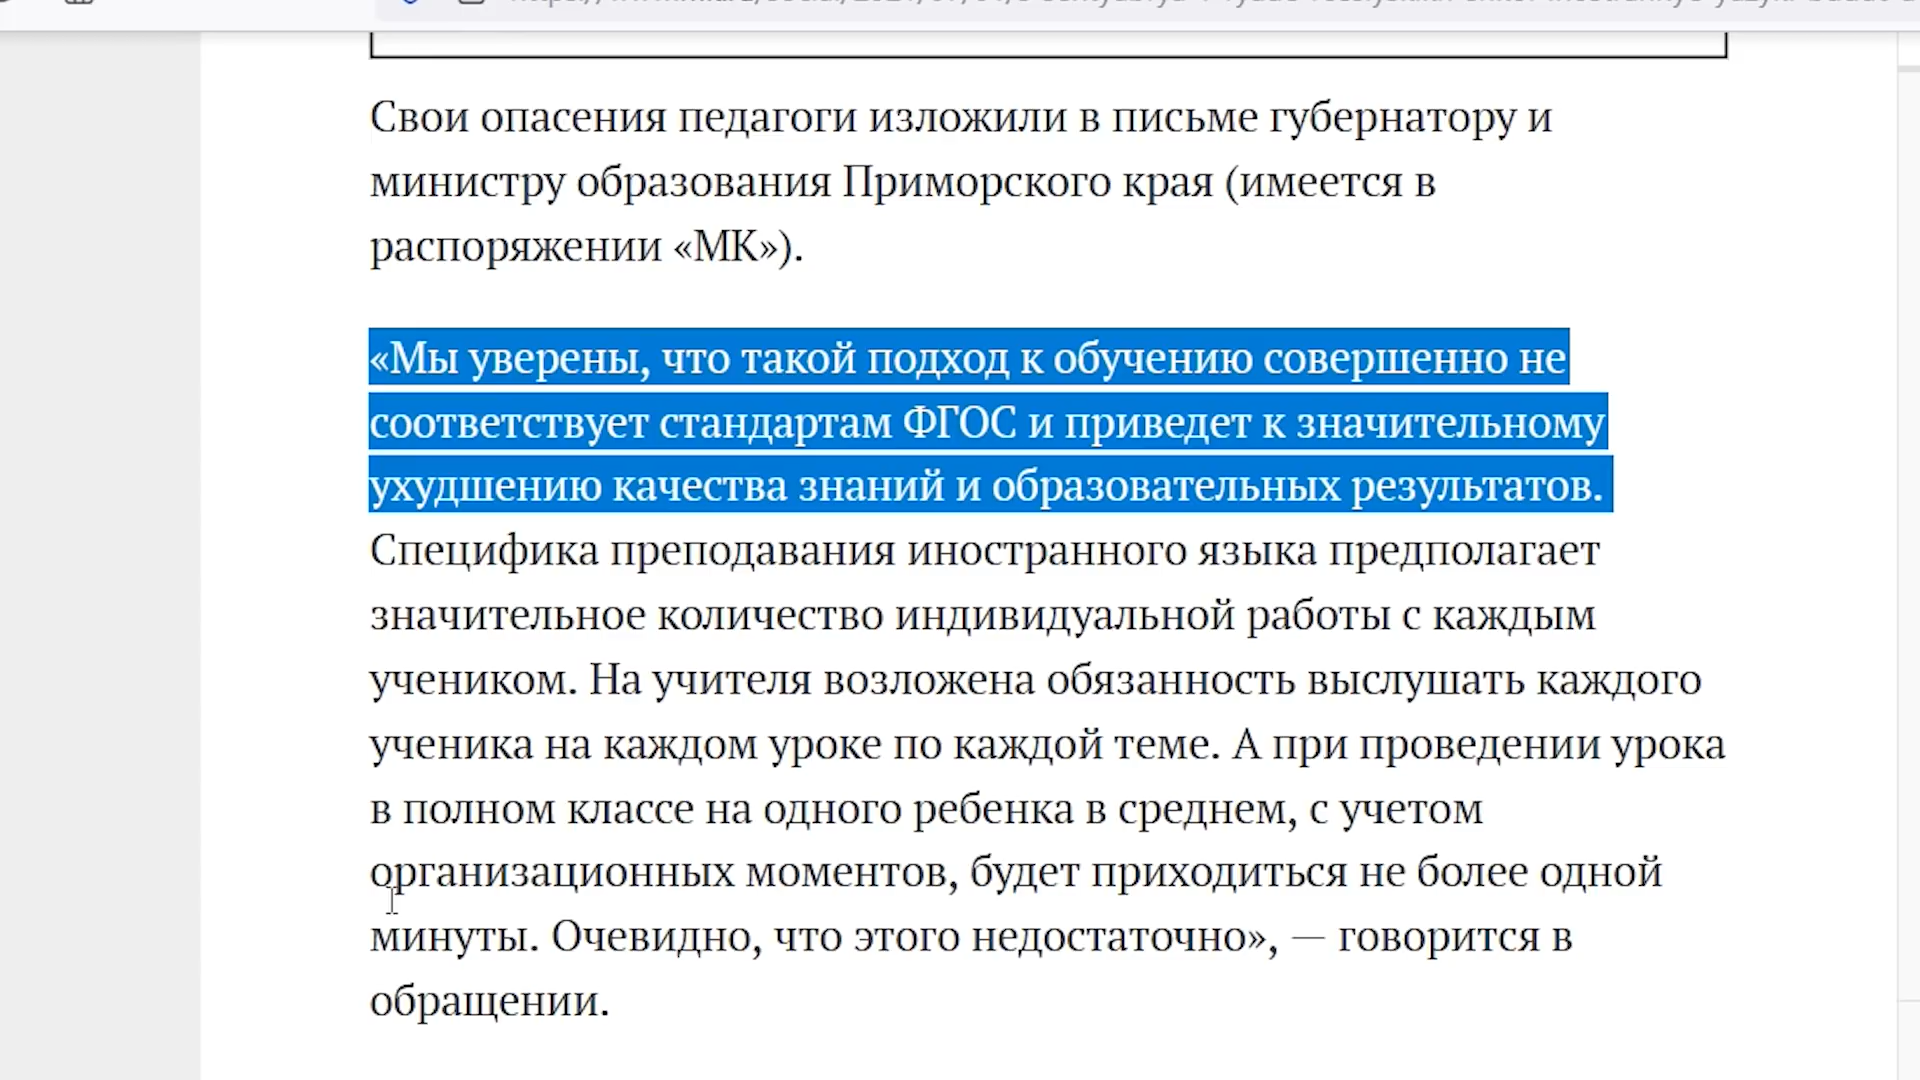 Свои опасения педагоги изложили в письме губернатору и
министру образования Приморского края (имеется в
распоряжении «МК»).
«Мы уверены, что такой подход к обучению совершенно не
соответствует стандартам ФГОС и приведет к значительному
ухудшению качества знаний и образовательных результатов.
Специфика преподавания иностранного языка предполагает
значительное количество индивидуальной работы с каждым
учеником. На учителя возложена обязанность выслушать каждого
ученика на каждом уроке по каждой теме. А при проведении урока
в полном классе на одного ребенка в среднем, с учетом
организационных моментов, будет приходиться не более одной
минуты. Очевидно, что этого недостаточно», — говорится в
обращении.